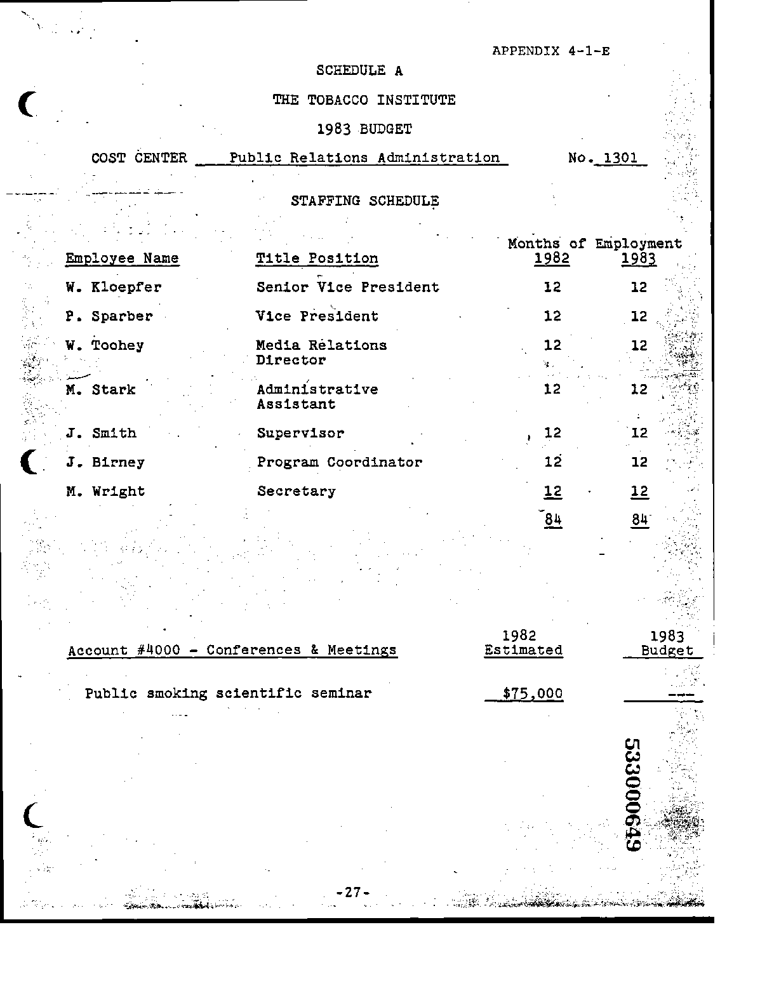 APPENDIX 4-1-E
SCHEDULE A
THE TOBACCO INSTITUTE
1983 BUDGET
COST CENTER Public Relations Administration No. 1301
STAFFING SCHEDULE
Months of Employment
Employee Name Title Position 1982 1983
W. Kloepfer Senior Vice President 12 12
P. Sparber Vice President 12 12
W. Toohey Media Relations 12 12
Director
M. Stark Administrative 12 12
Assistant
J. Smith Supervisor 12 12
J. Birney Program Coordinator 12 12
M. Wright Secretary 12 12
84 84
1982 1983
Account #4000 - Conferences & Meetings Estimated Budget
Public smoking scientific seminar $75,000 ---
533000649
-27-